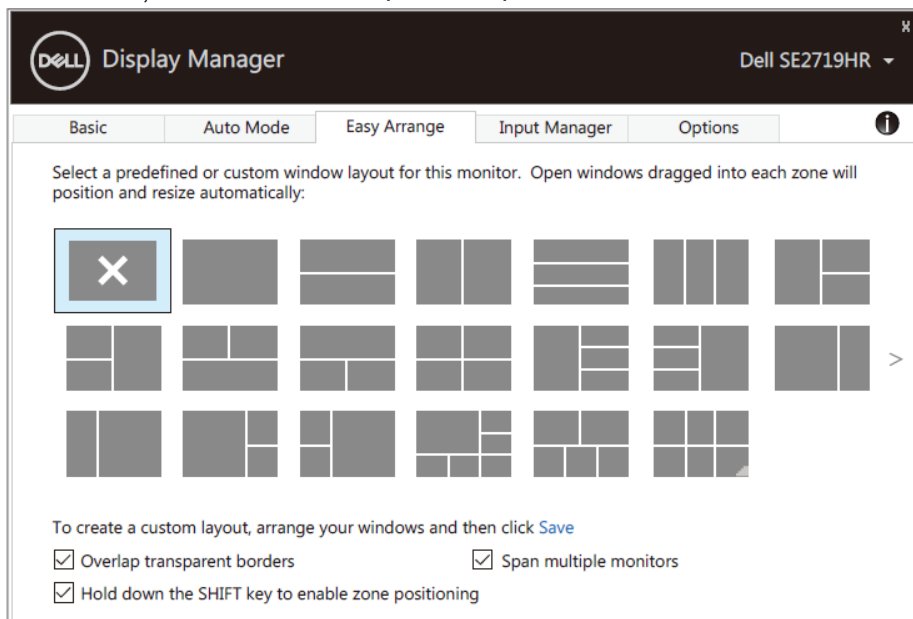 DELL Display Manager
Dell SE2719HR
Basic Auto Mode Easy Arrange Input Manager Options
Select a predefined or custom window layout for this monitor. Open windows dragged into each zone will
position and resize automatically:
>
To create a custom layout, arrange your windows and then click Save
Overlap transparent borders
Span multiple monitors
Hold down the SHIFT key to enable zone positioning